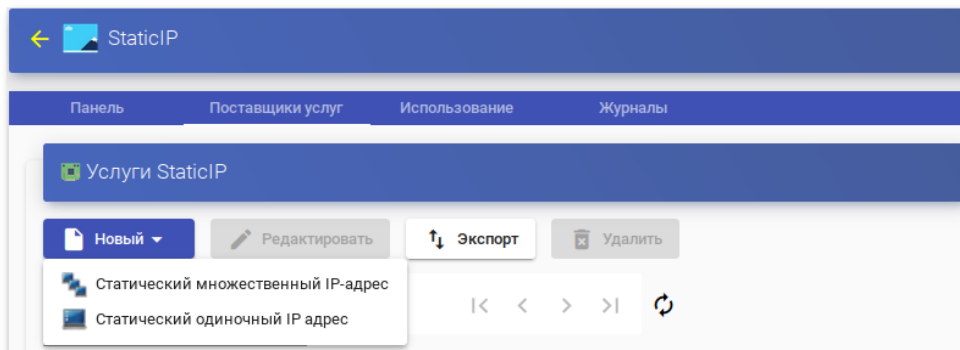 StaticIP
Панель Поставщики услуг Использование Журналы
Услуги StaticIP
Новый Редактировать Экспорт Удалить
Статический множественный IP-адрес
Статический одиночный IP адрес